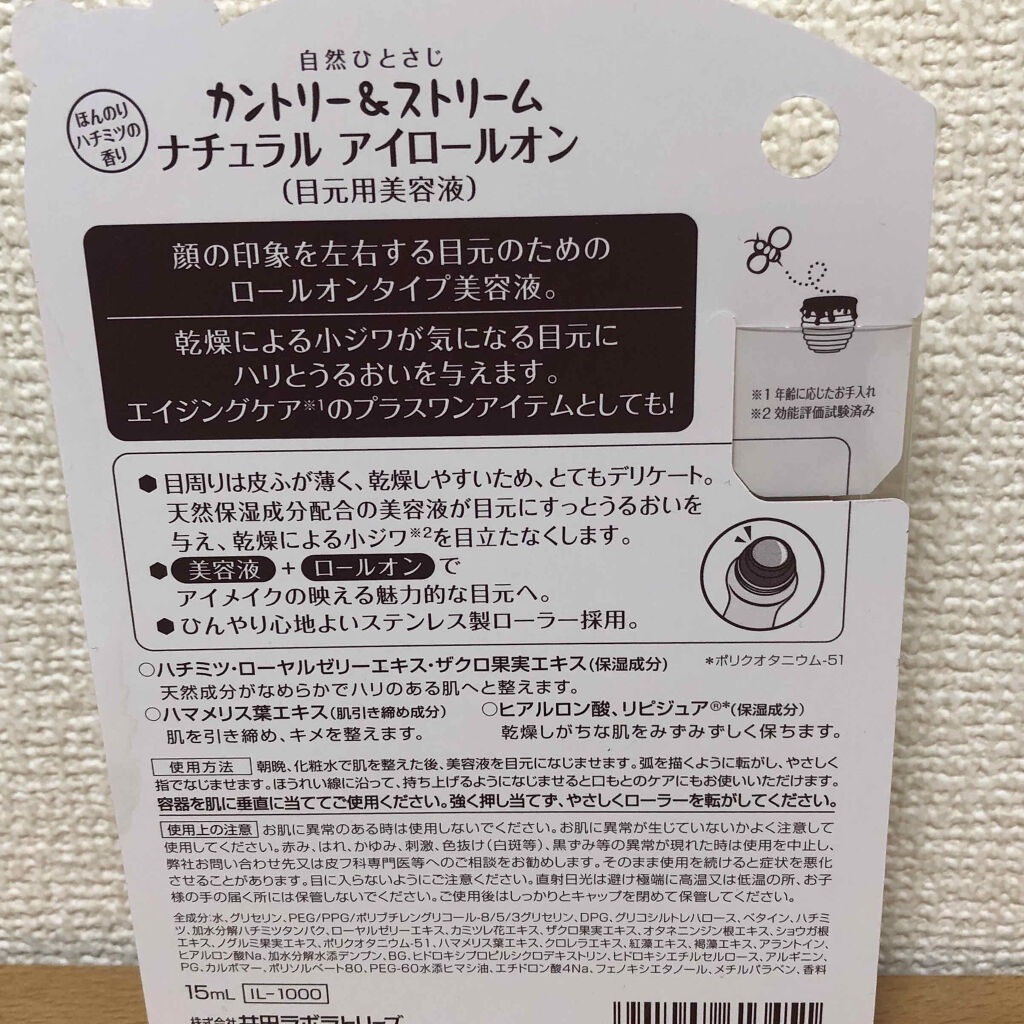 自然ひとさじ
ほんのり
ハチミツの
香り
カントリー&ストリーム
ナチュラル アイロールオン
(目元用美容液)
顔の印象を左右する目元のための
ロールオンタイプ美容液。
乾燥による小ジワが気になる目元に
ハリとうるおいを与えます。
エイジングケア※1のプラスワンアイテムとしても!
※1 年齢に応じたお手入れ
※2 効能評価試験済み
●目周りは皮ふが薄く、乾燥しやすいため、とてもデリケート。
天然保湿成分配合の美容液が目元にすっとうるおいを
与え、乾燥による小ジワ※2を目立たなくします。
●美容液+ロールオンで
アイメイクの映える魅力的な目元へ。
●ひんやり心地よいステンレス製ローラー採用。
○ハチミツ・ローヤルゼリーエキス・ザクロ果実エキス(保湿成分) *ポリクオタニウム-51
天然成分がなめらかでハリのある肌へと整えます。
○ハマメリス葉エキス(肌引き締め成分) ○ヒアルロン酸、リピジュア®*(保湿成分)
肌を引き締め、キメを整えます。 乾燥しがちな肌をみずみずしく保ちます。
使用方法 朝晩、化粧水で肌を整えた後、美容液を目元になじませます。弧を描くように転がし、やさしく
指でなじませます。ほうれい線に沿って、持ち上げるようになじませると口もとのケアにもお使いいただけます。
容器を肌に垂直に当ててご使用ください。強く押し当てず、やさしくローラーを転がしてください。
使用上の注意 お肌に異常のある時は使用しないでください。お肌に異常が生じていないかよく注意して
使用してください。赤み、はれ、かゆみ、刺激、色抜け(白斑等)、黒ずみ等の異常が現れた時は使用を中止し、
弊社お問い合わせ先又は皮フ科専門医等へのご相談をお勧めします。そのまま使用を続けると症状を悪化
させることがあります。目に入らないようにご注意ください。直射日光は避け極端に高温又は低温の所、お子
様の手の届く所には保管しないでください。ご使用後はしっかりとキャップを閉めて保管してください。
全成分:水、グリセリン、PEG/PPG/ポリブチレングリコール-8/5/3グリセリン、DPG、グリコシルトレハロース、ベタイン、ハチミ
ツ、加水分解ハチミツタンパク、ローヤルゼリーエキス、カミツレ花エキス、ザクロ果実エキス、オタネニンジン根エキス、ショウガ根
エキス、ノグルミ果実エキス、ポリクオタニウム-51、ハマメリス葉エキス、クロレラエキス、紅藻エキス、褐藻エキス、アラントイン、
ヒアルロン酸Na、加水分解水添デンプン、BG、ヒドロキシプロピルシクロデキストリン、ヒドロキシエチルセルロース、アルギニン、
PG、カルボマー、ポリソルベート80、PEG-60水添ヒマシ油、エチドロン酸4Na、フェノキシエタノール、メチルパラベン、香料
15mL IL-1000
株式会社 井田ラボラトリーズ